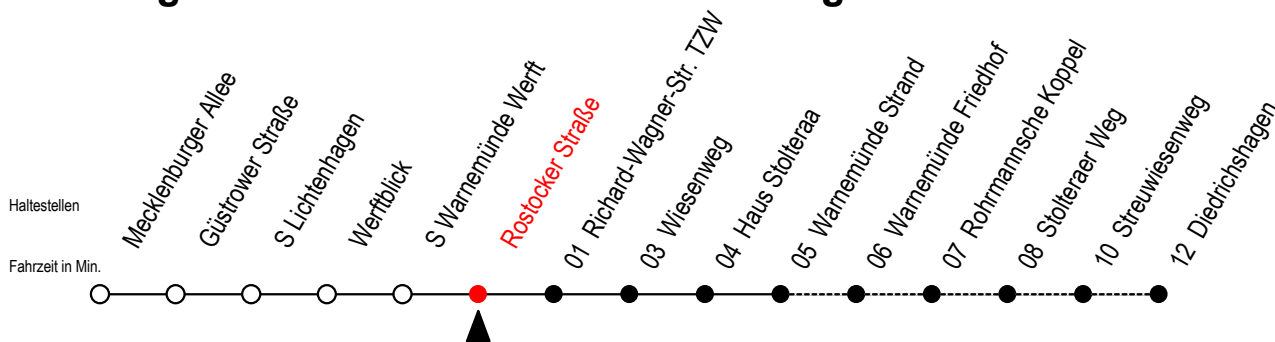 Mecklenburger Allee
Güstrower Straße
S Lichtenhagen
Werftblick
S Warnemünde Werft
Rostocker Straße
01 Richard-Wagner-Str. TZW
03 Wiesenweg
04 Haus Stolteraa
05 Warnemünde Strand
06 Warnemünde Friedhof
07 Rohrmannsche Koppel
08 Stolteraer Weg
10 Streuwiesenweg
12 Diedrichshagen
Haltestellen
Fahrzeit in Min.